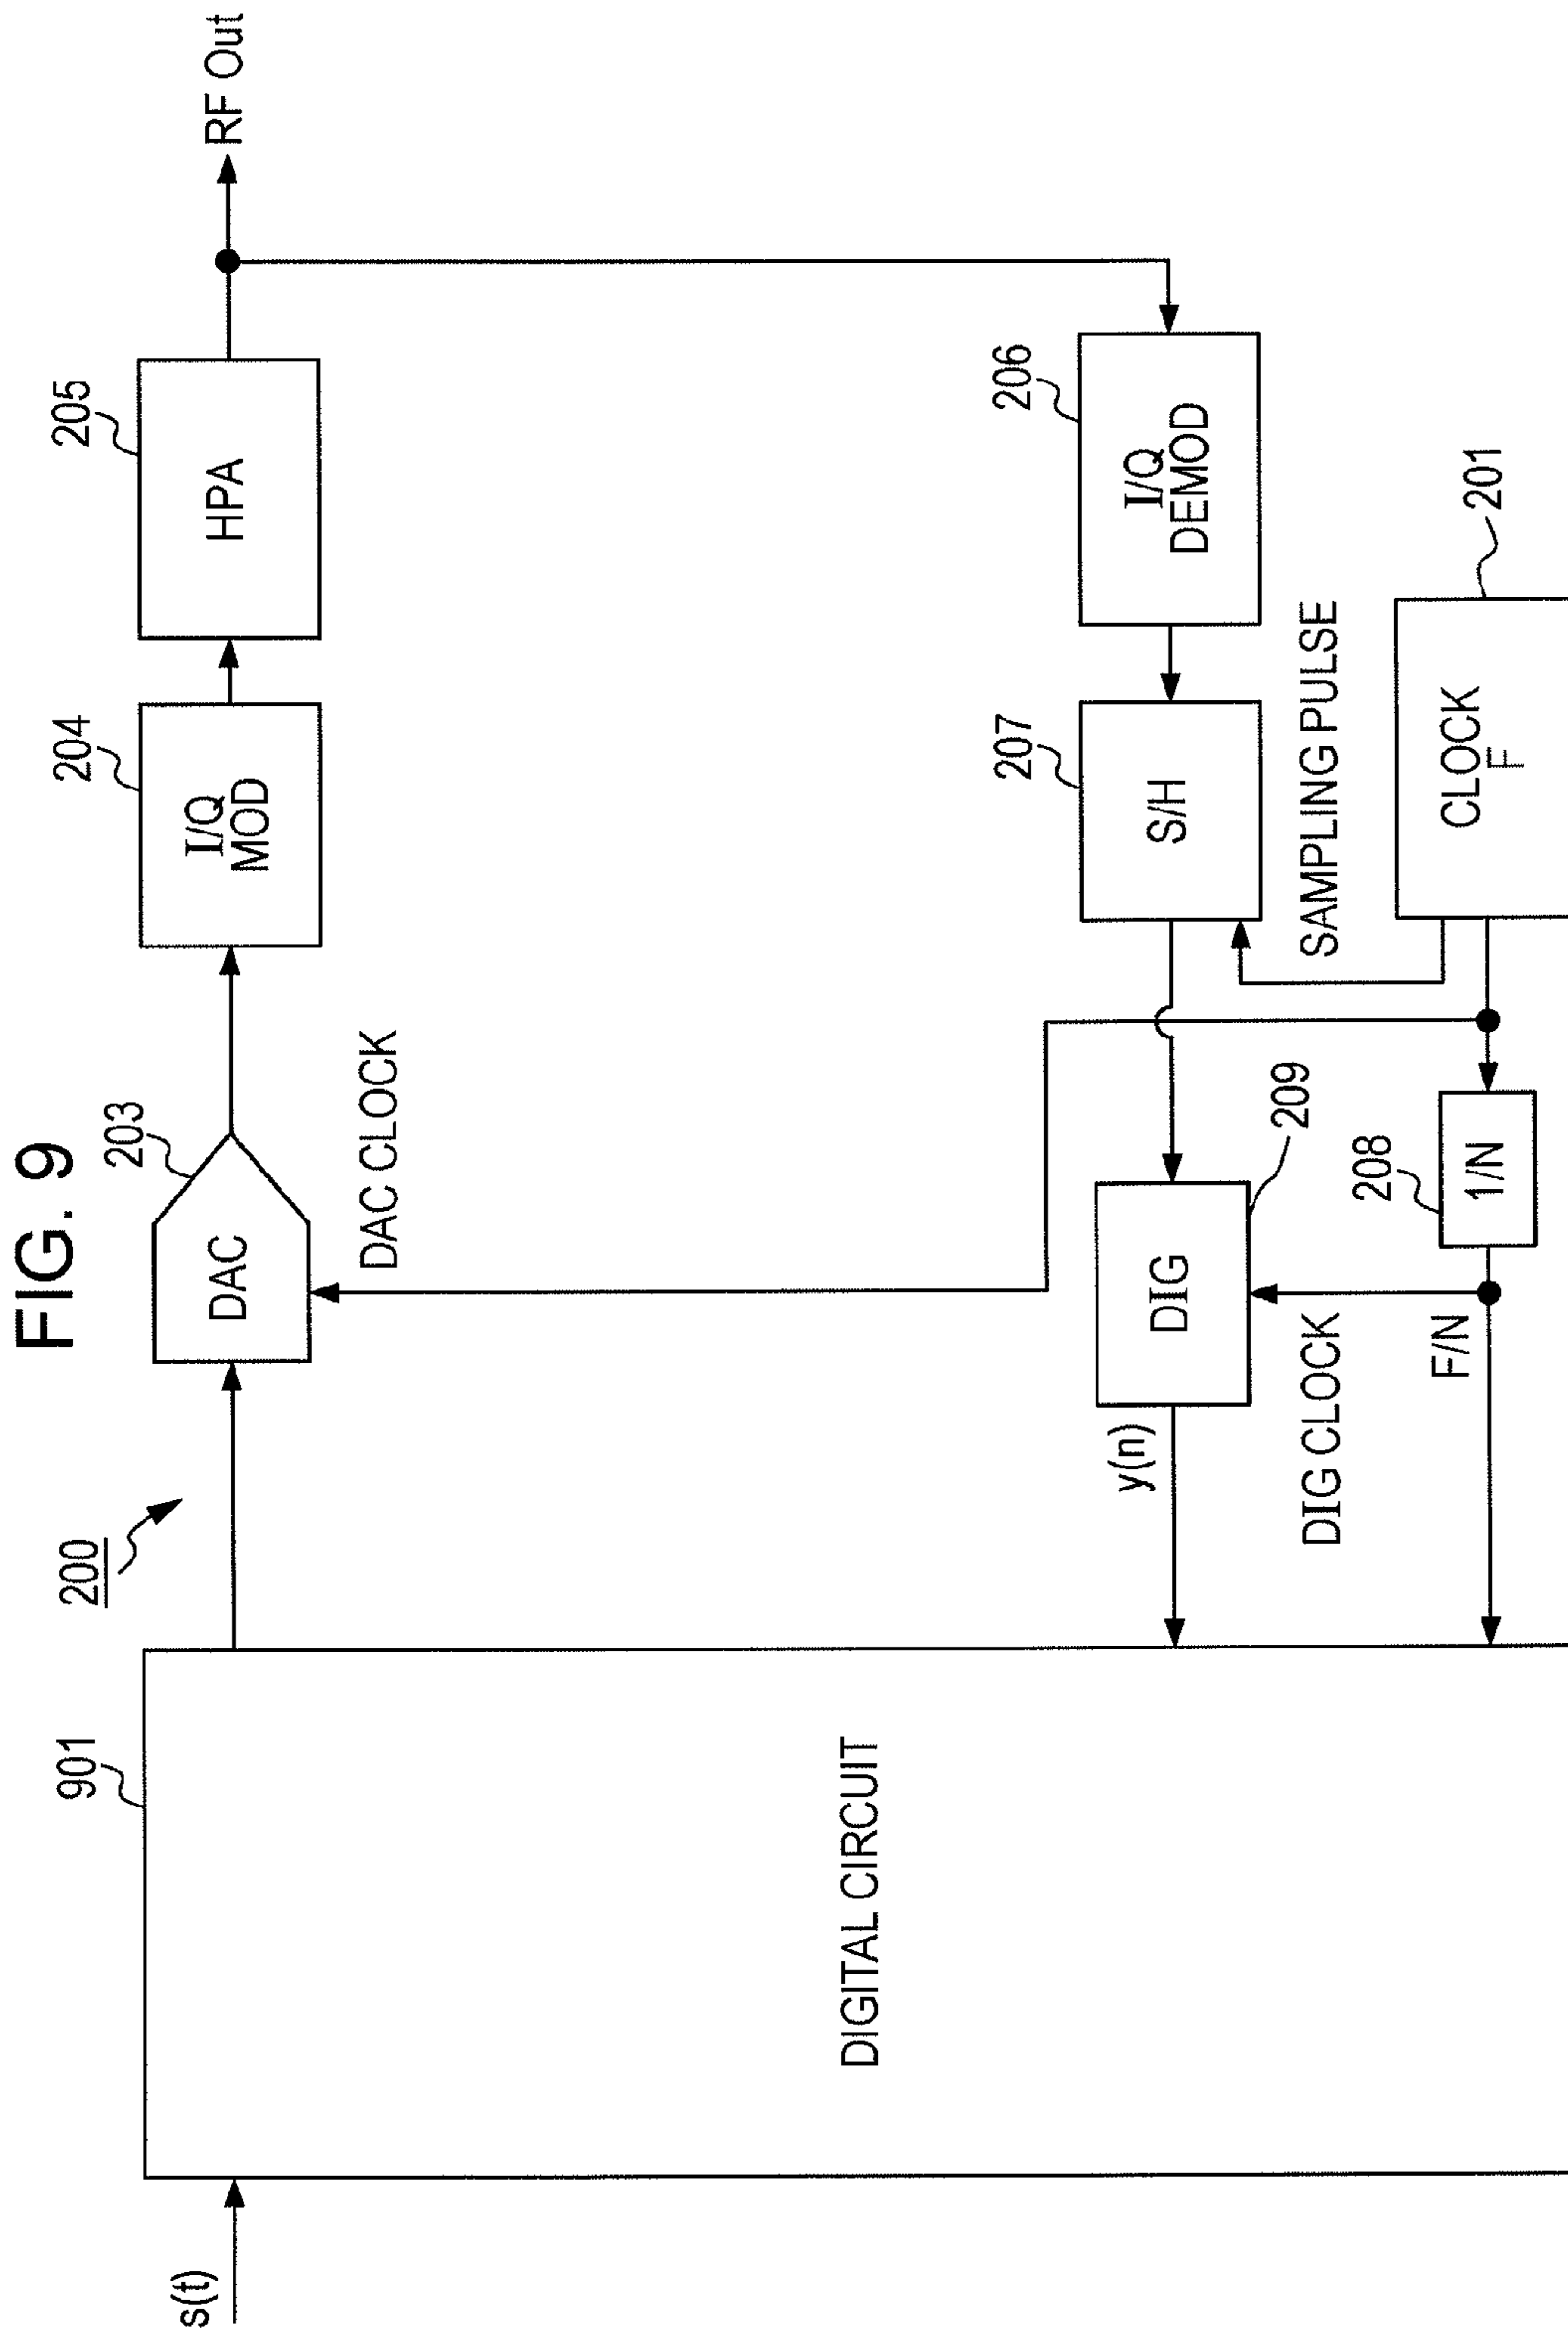 FIG. 9
200
s(t)
901
DIGITAL CIRCUIT
203
DAC
DAC CLOCK
204
I/Q
MOD
205
HPA
RF Out
206
I/Q
DEMOD
207
S/H
SAMPLING PULSE
209
DIG
y(n)
DIG CLOCK
F/N
208
1/N
201
CLOCK
F